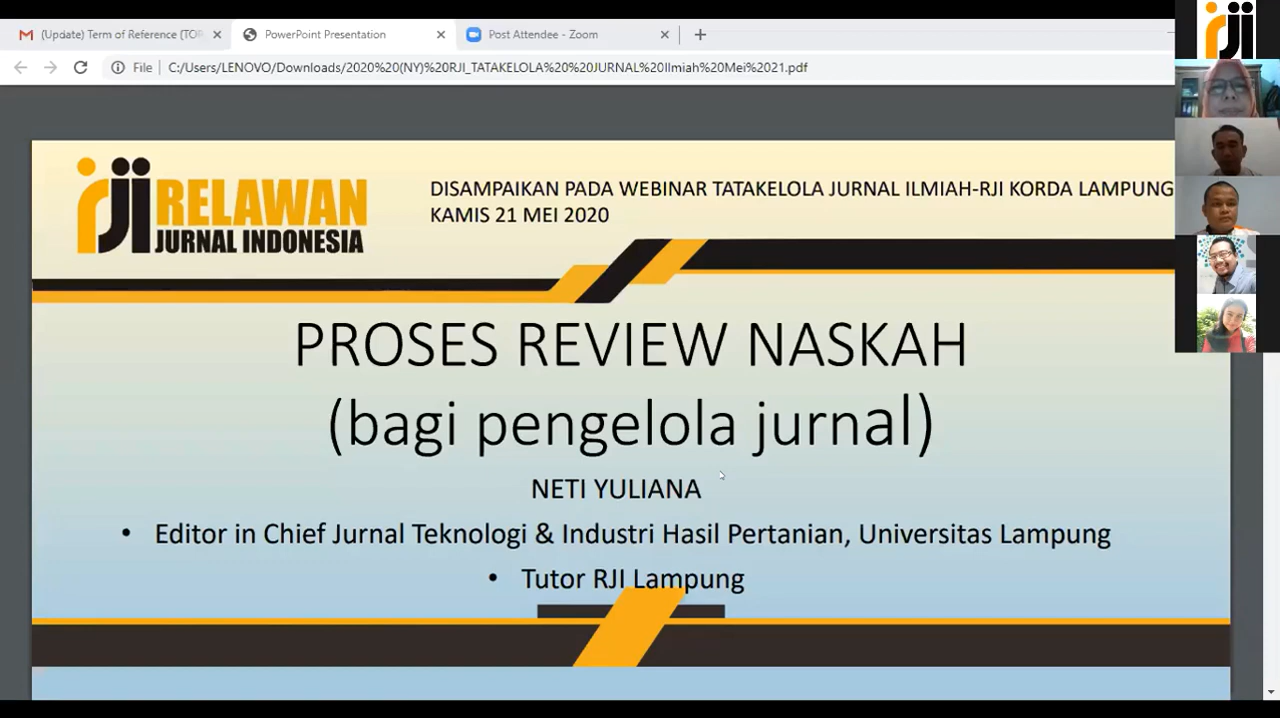 (Update) Term of Reference (TOR
PowerPoint Presentation
Post Attendee - Zoom
File
C:/Users/LENOVO/Downloads/2020%20(NY)%20RJI_TATAKELOLA%20%20JURNAL%20Ilmiah%20Mei%2021.pdf
rji
rji RELAWAN
JURNAL INDONESIA
DISAMPAIKAN PADA WEBINAR TATAKELOLA JURNAL ILMIAH-RJI KORDA LAMPUNG
KAMIS 21 MEI 2020
PROSES REVIEW NASKAH
(bagi pengelola jurnal)
NETI YULIANA
• Editor in Chief Jurnal Teknologi & Industri Hasil Pertanian, Universitas Lampung
• Tutor RJI Lampung